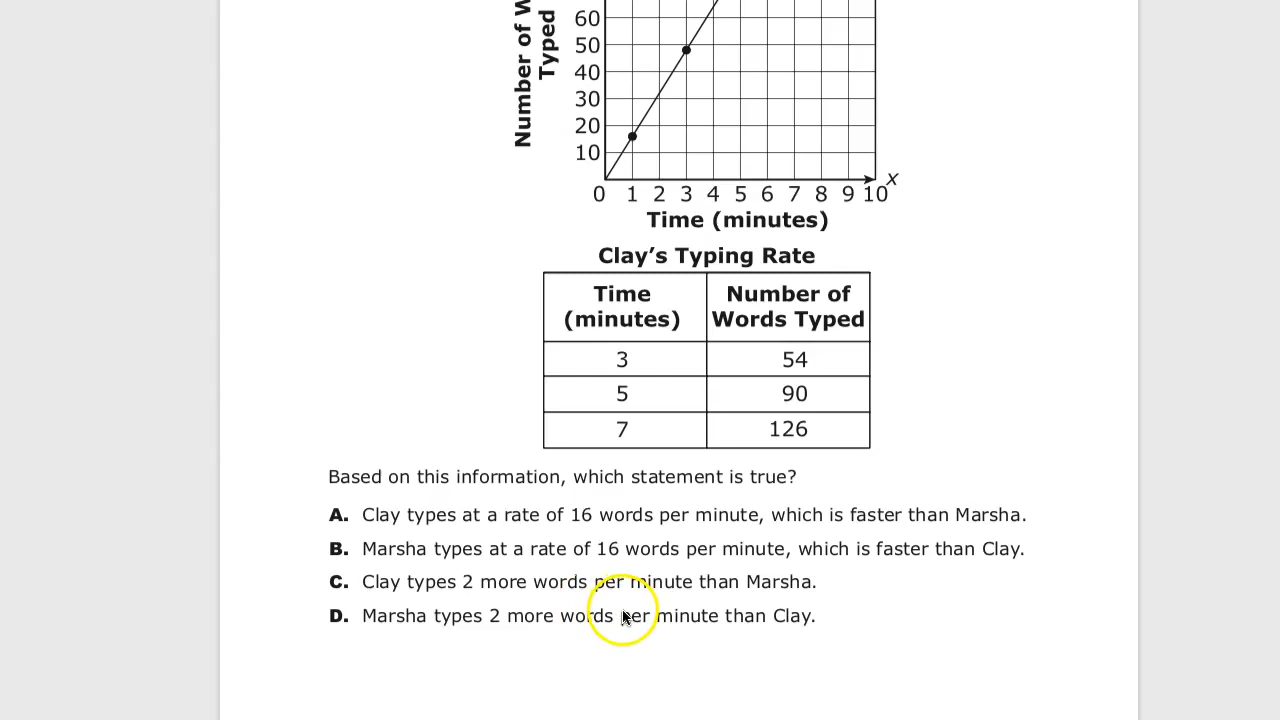 Number of W
Typed
60
50
40
30
20
10
0 1 2 3 4 5 6 7 8 9 10 x
Time (minutes)
Clay’s Typing Rate
Time (minutes) Number of Words Typed
3 54
5 90
7 126
Based on this information, which statement is true?
A. Clay types at a rate of 16 words per minute, which is faster than Marsha.
B. Marsha types at a rate of 16 words per minute, which is faster than Clay.
C. Clay types 2 more words per minute than Marsha.
D. Marsha types 2 more words per minute than Clay.